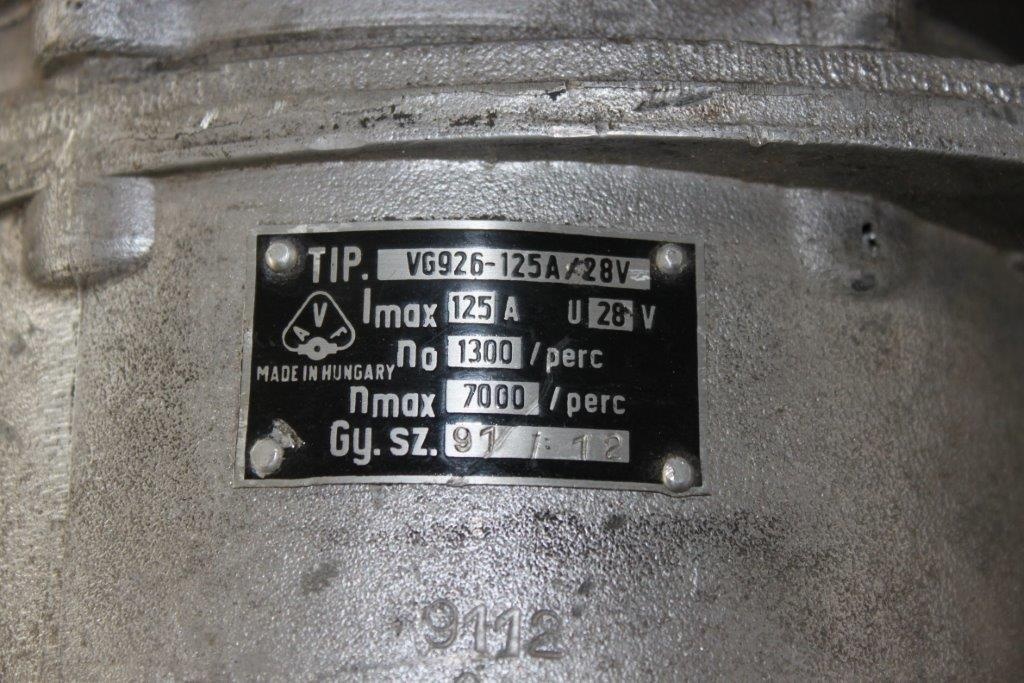 TIP. VG926-125A/28V
Imax 125 A U 28 V
VAF
MADE IN HUNGARY
no 1300 /perc
nmax 7000 /perc
Gy. sz. 91/12
9112